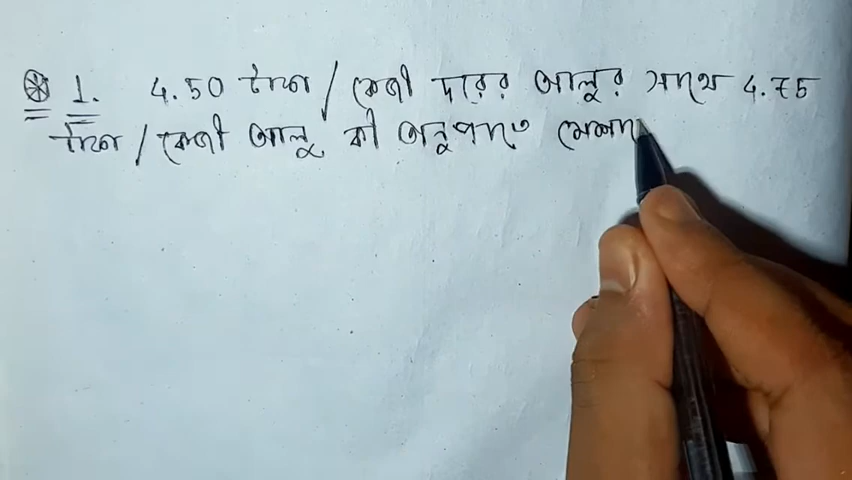 1. 4.50 টাকা / কেজী দরের আলুর সাথে 4.75
টাকা / কেজী আলু কী অনুপাতে মেশা